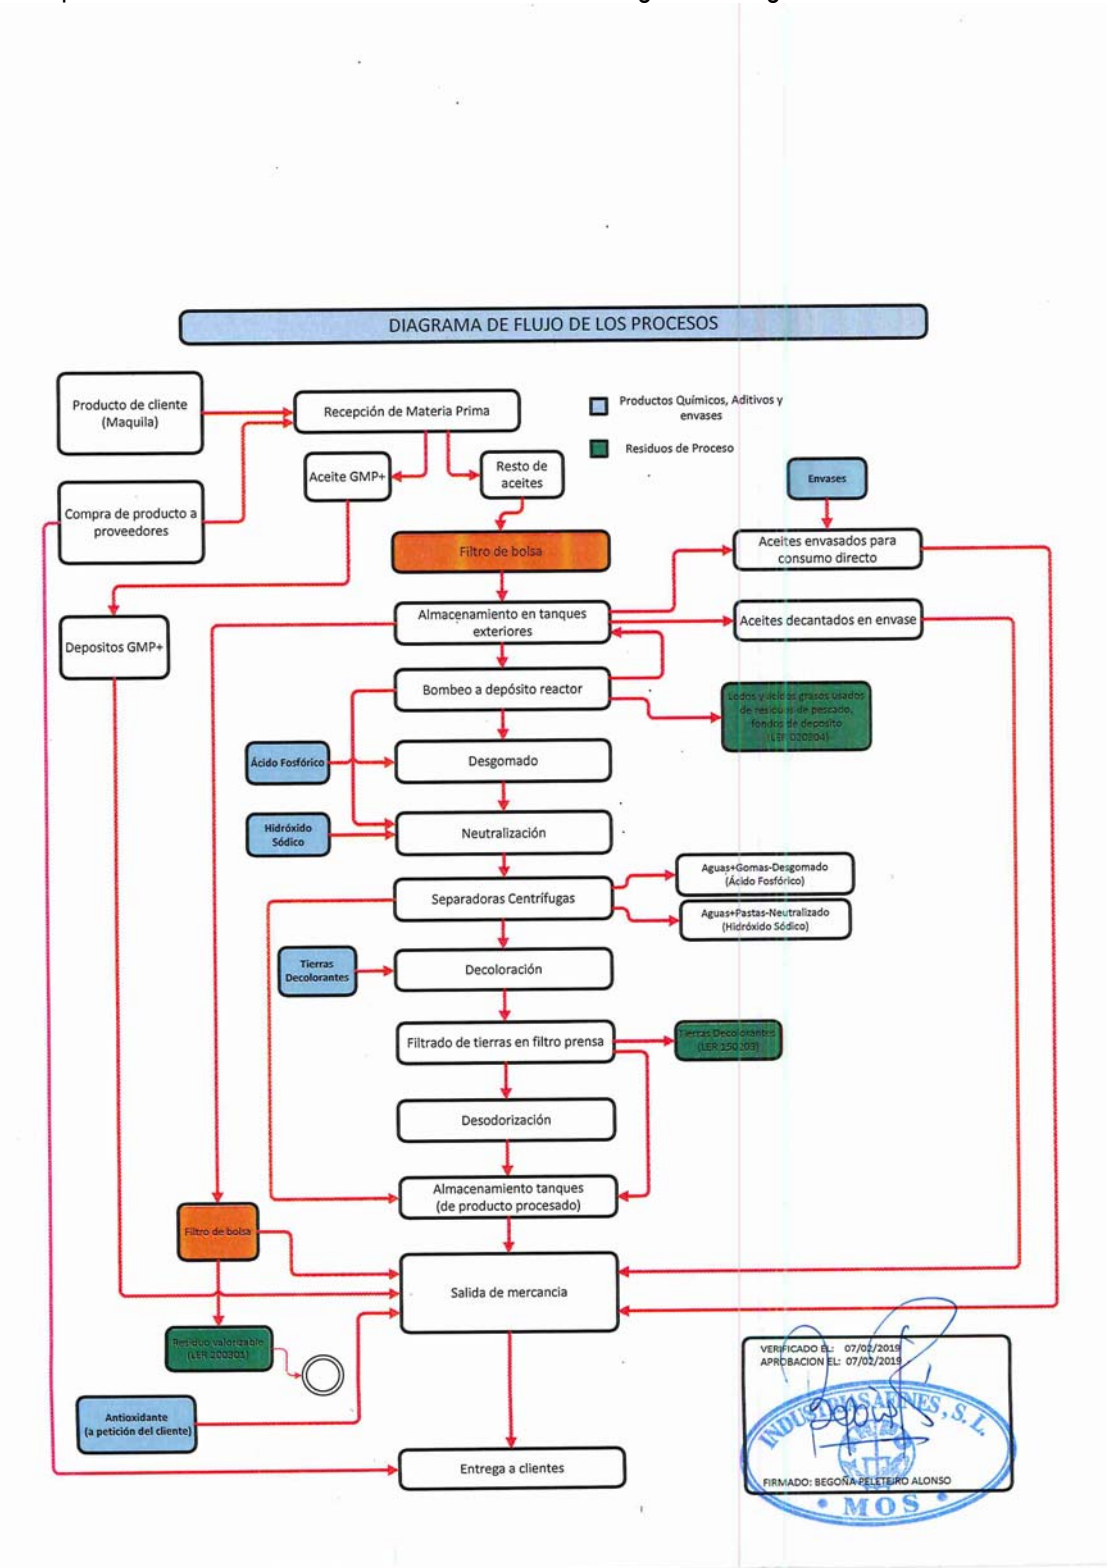 DIAGRAMA DE FLUJO DE LOS PROCESOS
Producto de cliente
(Maquila)
Recepción de Materia Prima
Productos Químicos, Aditivos y
envases
Residuos de Proceso
Aceite GMP+
Resto de
aceites
Envases
Compra de producto a
proveedores
Filtro de bolsa
Aceites envasados para
consumo directo
Almacenamiento en tanques
exteriores
Aceites decantados en envase
Depositos GMP+
Bombeo a depósito reactor
Lodos y ácidos grasos usados
de residuos de pescado,
fondos de deposito
(LER 020204)
Ácido Fosfórico
Desgomado
Hidróxido
Sódico
Neutralización
Aguas+Gomas-Desgomado
(Ácido Fosfórico)
Separadoras Centrífugas
Aguas+Pastas-Neutralizado
(Hidróxido Sódico)
Tierras
Decolorantes
Decoloración
Filtrado de tierras en filtro prensa
Tierras Decolorantes
(LER 150203)
Desodorización
Almacenamiento tanques
(de producto procesado)
Filtro de bolsa
Salida de mercancia
Residuo valorizable
(LER 200301)
VERIFICADO EL: 07/02/2019
APROBACION EL: 07/02/2019
Antioxidante
(a petición del cliente)
INDUSTRIAS AFINES, S. L.
Entrega a clientes
FIRMADO: BEGOÑA PELETEIRO ALONSO
• MOS •